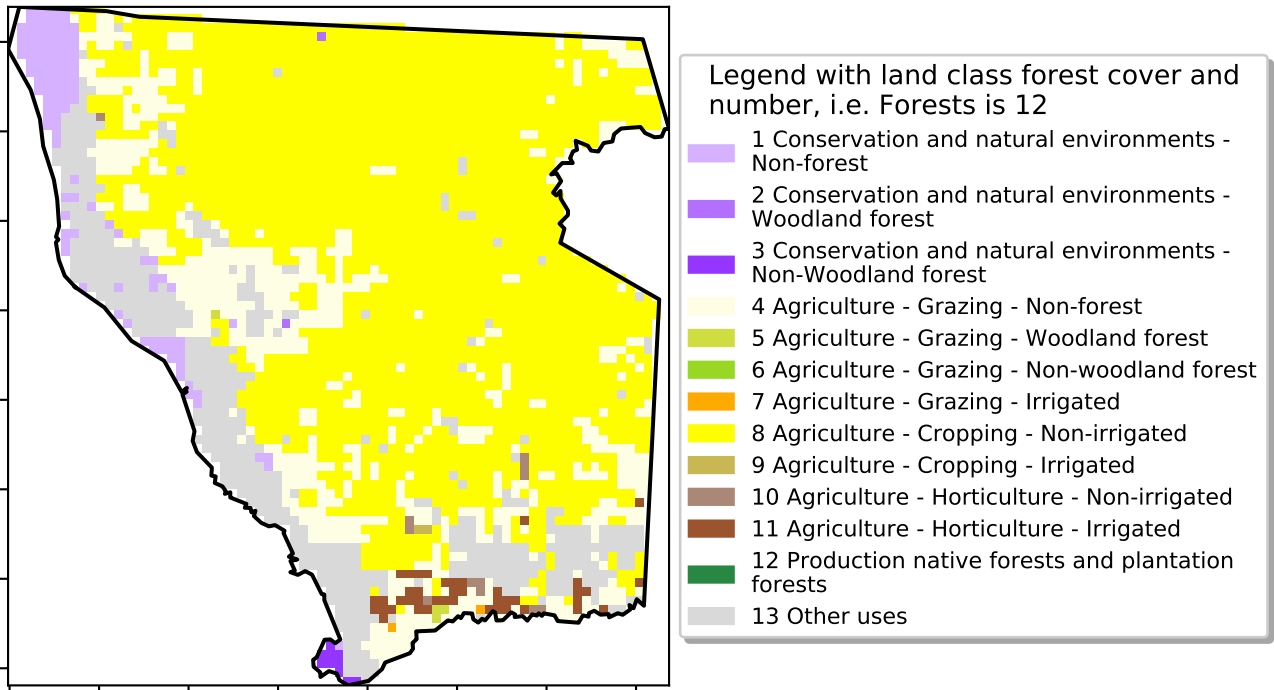 Legend with land class forest cover and
number, i.e. Forests is 12
1 Conservation and natural environments -
Non-forest
2 Conservation and natural environments -
Woodland forest
3 Conservation and natural environments -
Non-Woodland forest
4 Agriculture - Grazing - Non-forest
5 Agriculture - Grazing - Woodland forest
6 Agriculture - Grazing - Non-woodland forest
7 Agriculture - Grazing - Irrigated
8 Agriculture - Cropping - Non-irrigated
9 Agriculture - Cropping - Irrigated
10 Agriculture - Horticulture - Non-irrigated
11 Agriculture - Horticulture - Irrigated
12 Production native forests and plantation
forests
13 Other uses